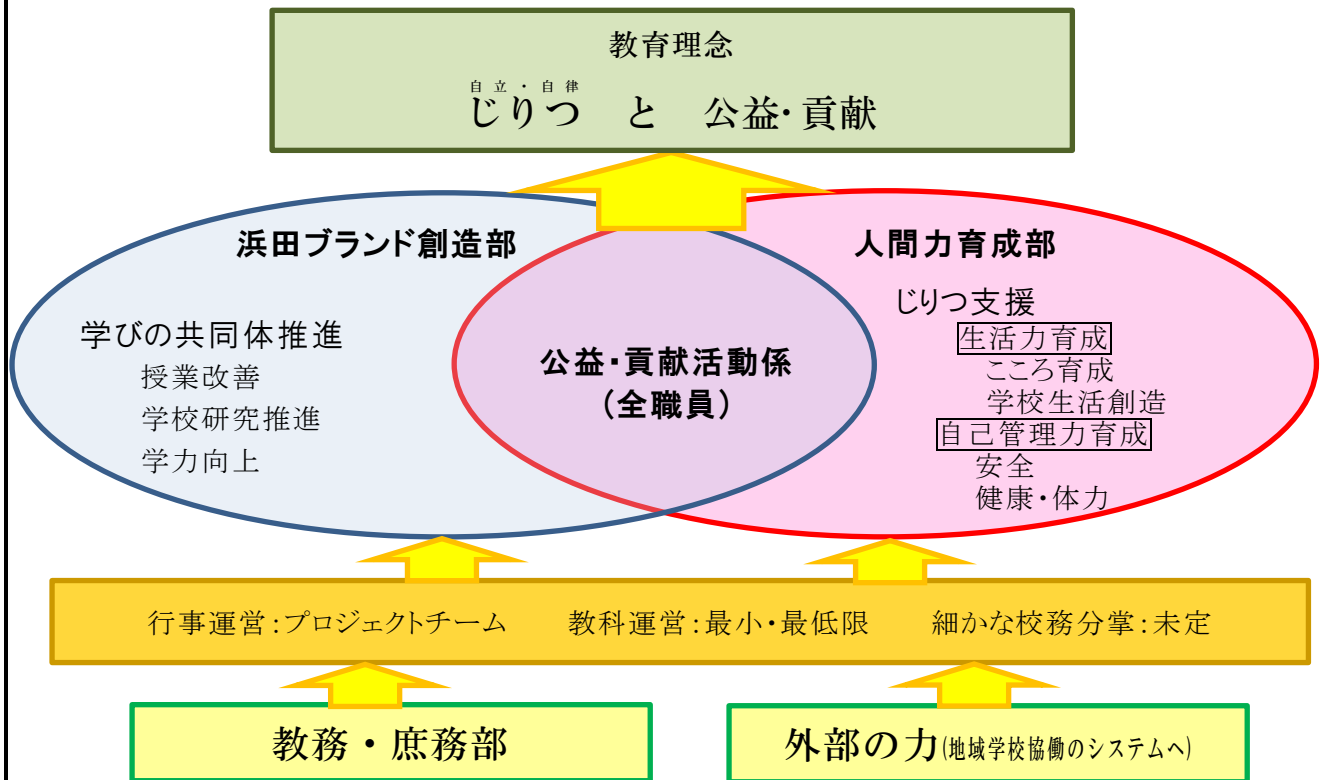 教育理念
自立・自律
じりつ と 公益・貢献
浜田ブランド創造部
学びの共同体推進
授業改善
学校研究推進
学力向上
公益・貢献活動係
(全職員)
人間力育成部
じりつ支援
生活力育成
こころ育成
学校生活創造
自己管理力育成
安全
健康・体力
行事運営:プロジェクトチーム 教科運営:最小・最低限 細かな校務分掌:未定
教務・庶務部
外部の力(地域学校協働のシステムへ)